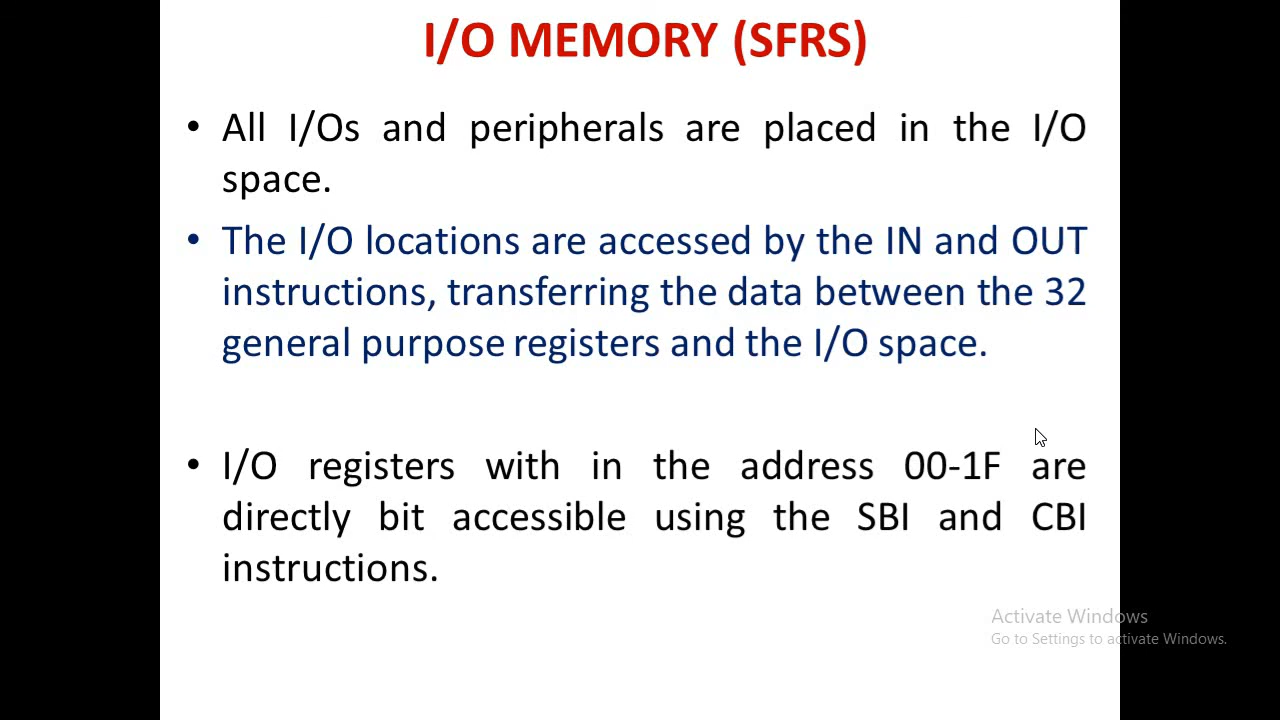 I/O MEMORY (SFRS)
• All I/Os and peripherals are placed in the I/O
space.
• The I/O locations are accessed by the IN and OUT
instructions, transferring the data between the 32
general purpose registers and the I/O space.
• I/O registers with in the address 00-1F are
directly bit accessible using the SBI and CBI
instructions.
Activate Windows
Go to Settings to activate Windows.